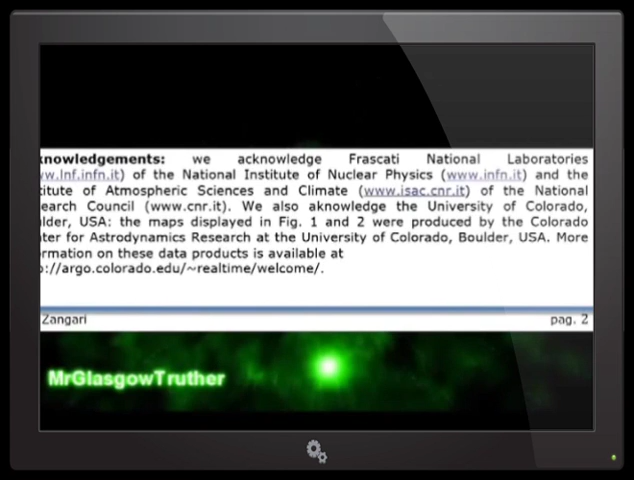 knowledgements: we acknowledge Frascati National Laboratories
w.lnf.infn.it) of the National Institute of Nuclear Physics (www.infn.it) and the
titute of Atmospheric Sciences and Climate (www.isac.cnr.it) of the National
earch Council (www.cnr.it). We also aknowledge the University of Colorado,
lder, USA: the maps displayed in Fig. 1 and 2 were produced by the Colorado
ter for Astrodynamics Research at the University of Colorado, Boulder, USA. More
rmation on these data products is available at
://argo.colorado.edu/~realtime/welcome/.
Zangari pag. 2
MrGlasgowTruther